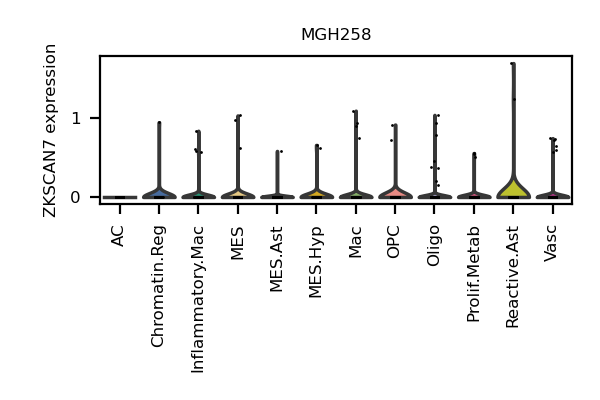 MGH258
ZKSCAN7 expression
1
0
AC
Chromatin.Reg
Inflammatory.Mac
MES
MES.Ast
MES.Hyp
Mac
OPC
Oligo
Prolif.Metab
Reactive.Ast
Vasc